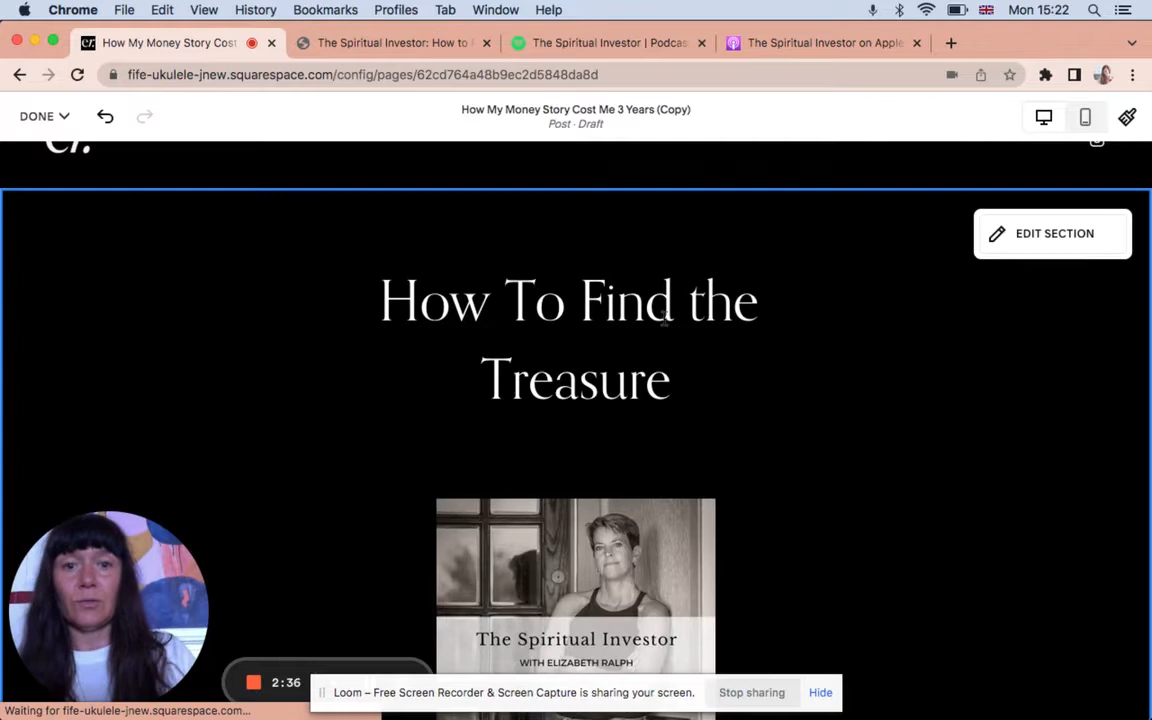 Chrome File Edit View History Bookmarks Profiles Tab Window Help Mon 15:22
How My Money Story Cost
The Spiritual Investor: How to F
The Spiritual Investor | Podcas
The Spiritual Investor on Apple
fife-ukulele-jnew.squarespace.com/config/pages/62cd764a48b9ec2d5848da8d
DONE
How My Money Story Cost Me 3 Years (Copy)
Post · Draft
er.
EDIT SECTION
How To Find the
Treasure
The Spiritual Investor
WITH ELIZABETH RALPH
2:36
Loom – Free Screen Recorder & Screen Capture is sharing your screen. Stop sharing Hide
Waiting for fife-ukulele-jnew.squarespace.com...